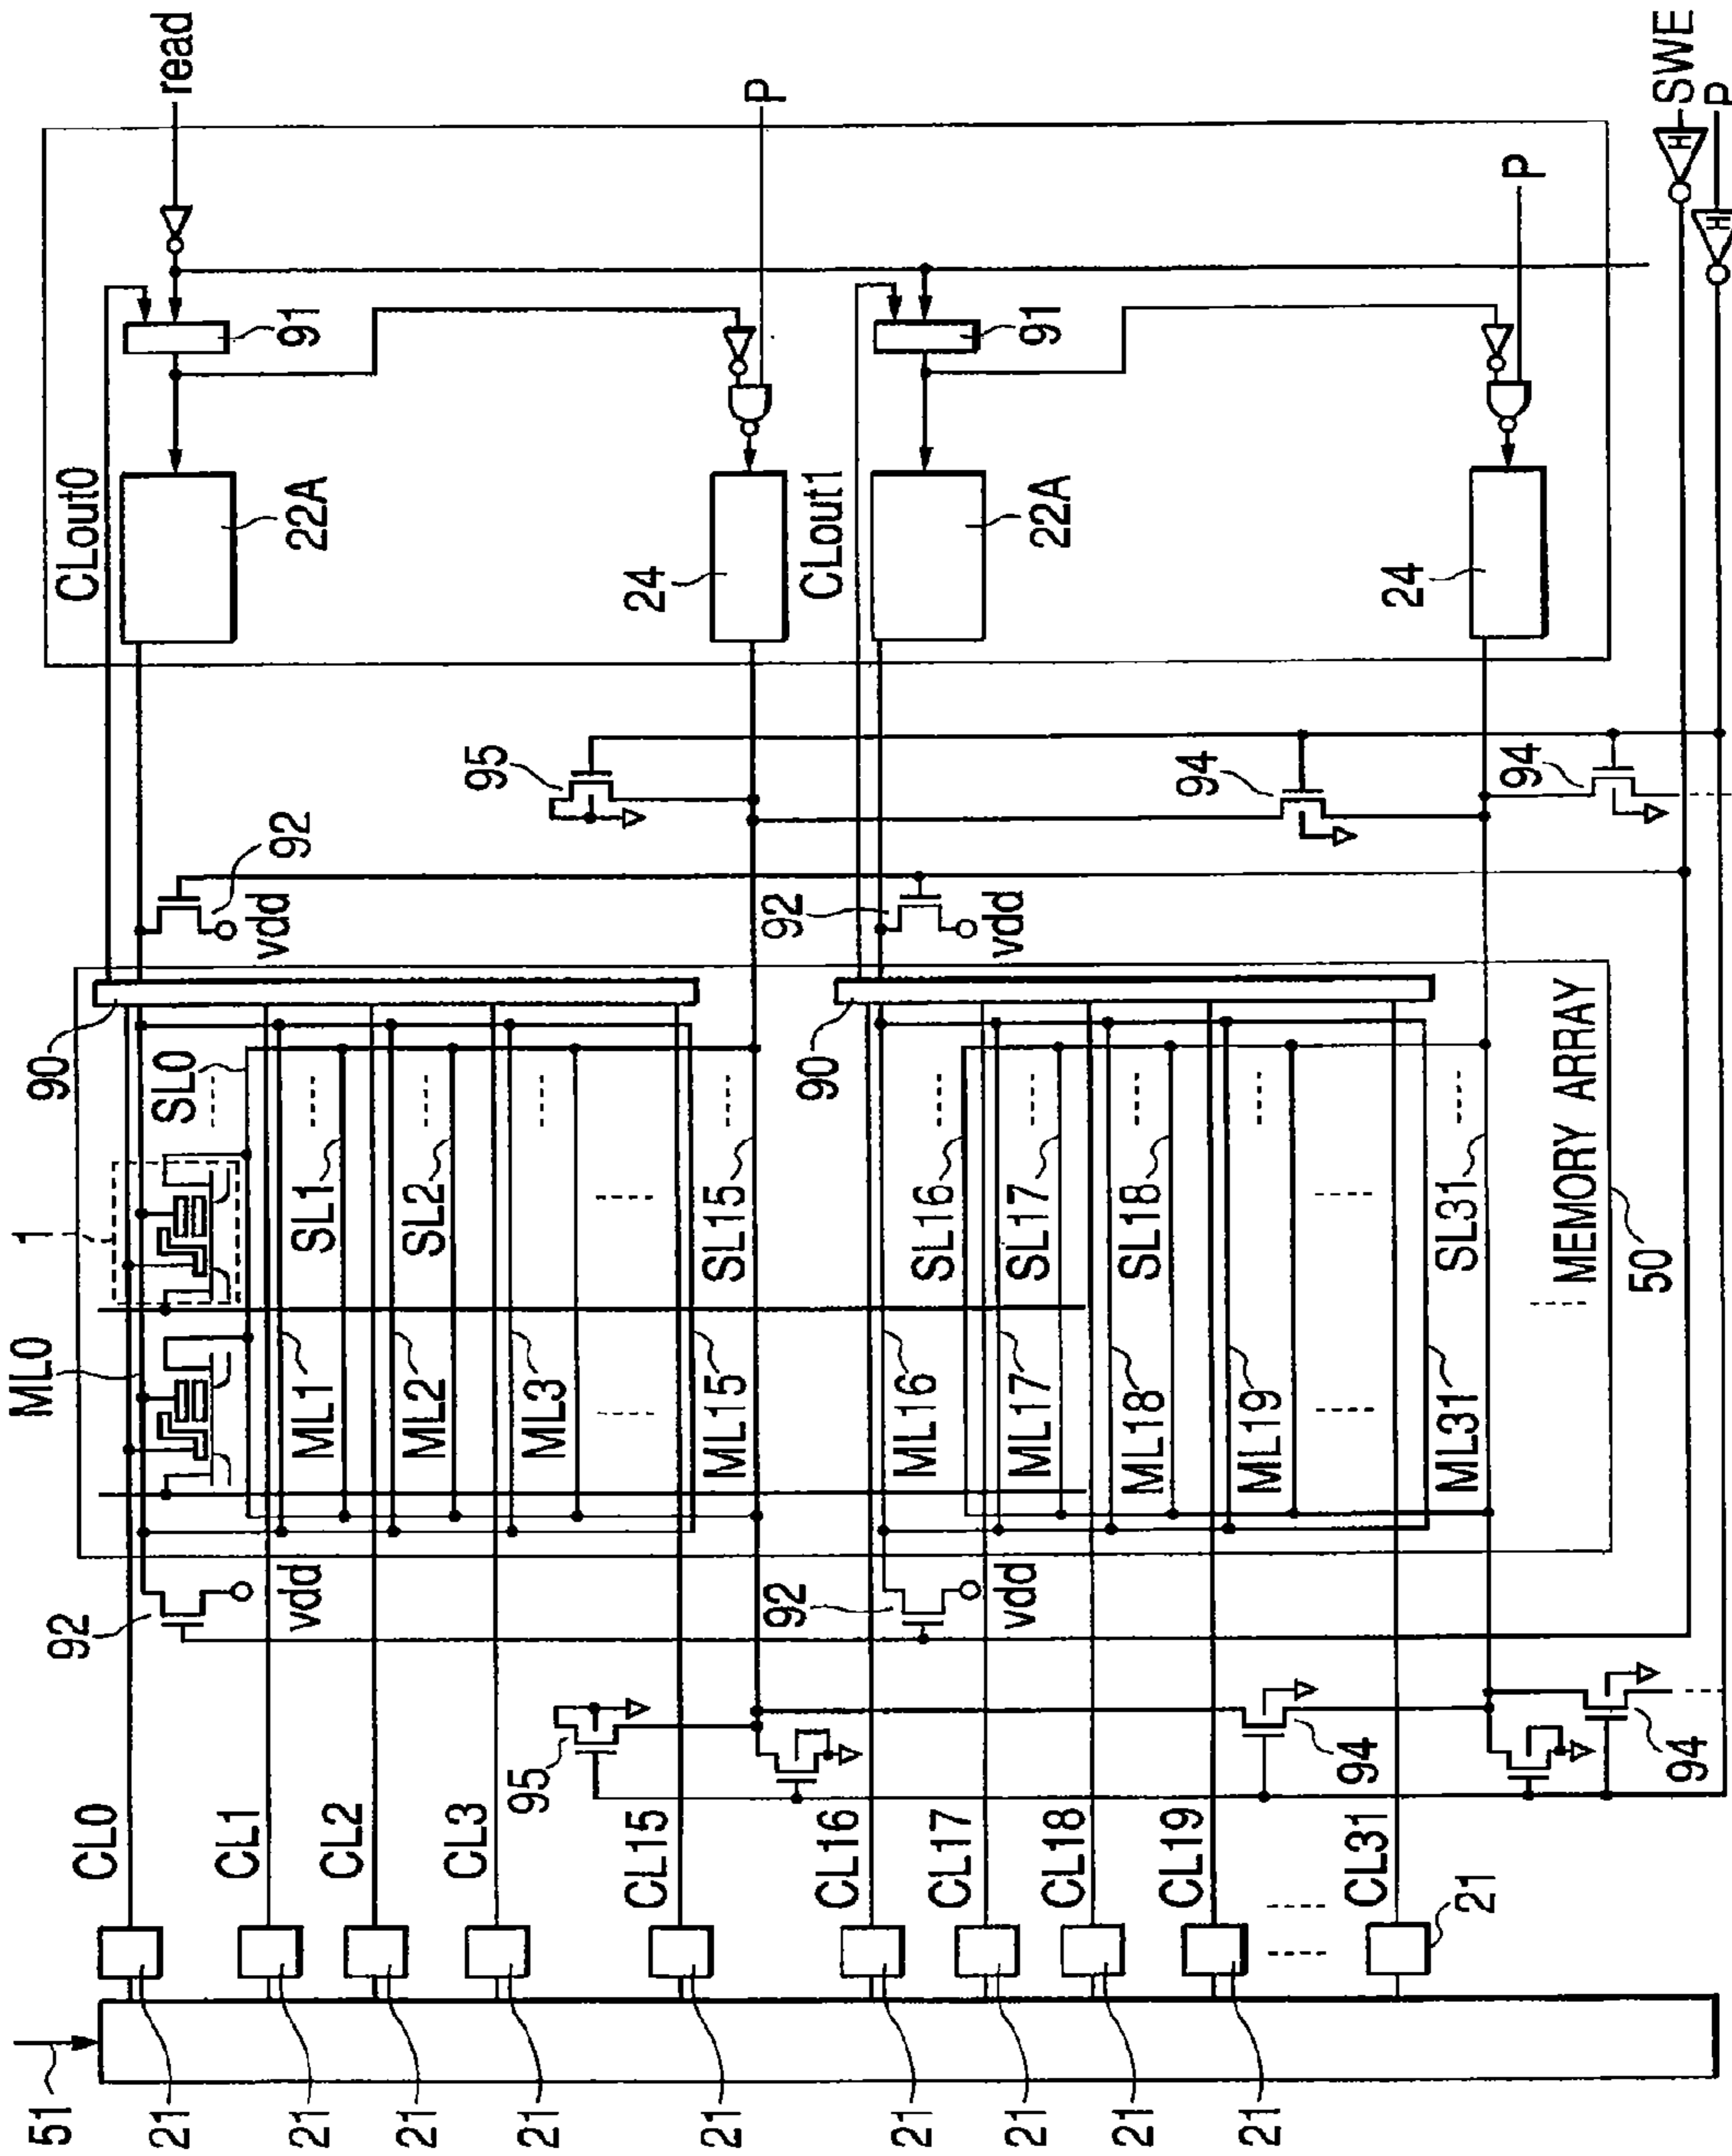 51
21
21
21
21
21
21
21
21
21
21
CL0
CL1
CL2
CL3
CL15
CL16
CL17
CL18
CL19
CL31
95
94
94
92
vdd
92
vdd
ML0
1
90
SL0
ML1
SL1
ML2
SL2
ML3
ML15
SL15
90
ML16
SL16
ML17
SL17
ML18
SL18
ML19
ML31
SL31
MEMORY ARRAY
50
92
vdd
92
vdd
95
94
94
CLout0
22A
24
CLout1
22A
24
91
91
read
P
P
H
SWE
H
P